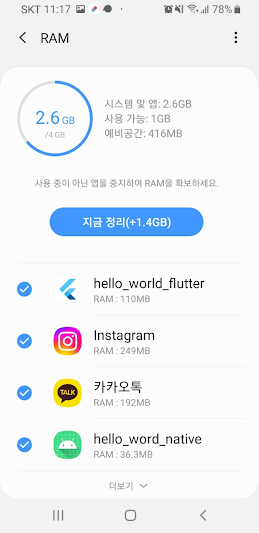 SKT 11:17
78%
RAM
2.6 GB
/4 GB
시스템 및 앱: 2.6GB
사용 가능: 1GB
예비공간: 416MB
사용 중이 아닌 앱을 중지하여 RAM을 확보하세요.
지금 정리(+1.4GB)
hello_world_flutter
RAM : 110MB
Instagram
RAM : 249MB
TALK
카카오톡
RAM : 192MB
hello_word_native
RAM : 36.3MB
더보기